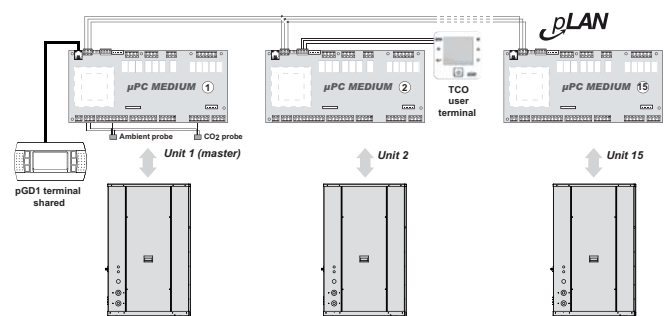 pLAN
µPC MEDIUM 1
µPC MEDIUM 2
µPC MEDIUM 15
TCO
user
terminal
Ambient probe
CO2 probe
Unit 1 (master)
Unit 2
Unit 15
pGD1 terminal
shared